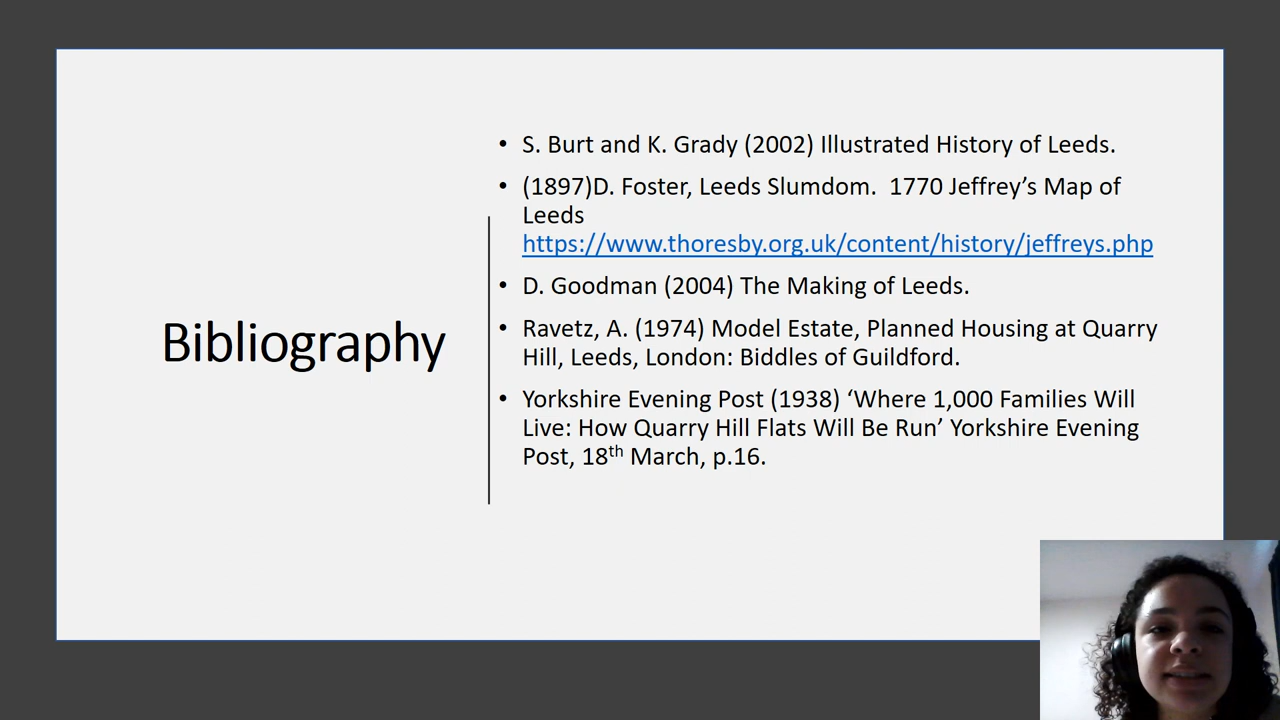 Bibliography
• S. Burt and K. Grady (2002) Illustrated History of Leeds.
• (1897)D. Foster, Leeds Slumdom.  1770 Jeffrey’s Map of
Leeds
https://www.thoresby.org.uk/content/history/jeffreys.php
• D. Goodman (2004) The Making of Leeds.
• Ravetz, A. (1974) Model Estate, Planned Housing at Quarry
Hill, Leeds, London: Biddles of Guildford.
• Yorkshire Evening Post (1938) ‘Where 1,000 Families Will
Live: How Quarry Hill Flats Will Be Run’ Yorkshire Evening
Post, 18th March, p.16.